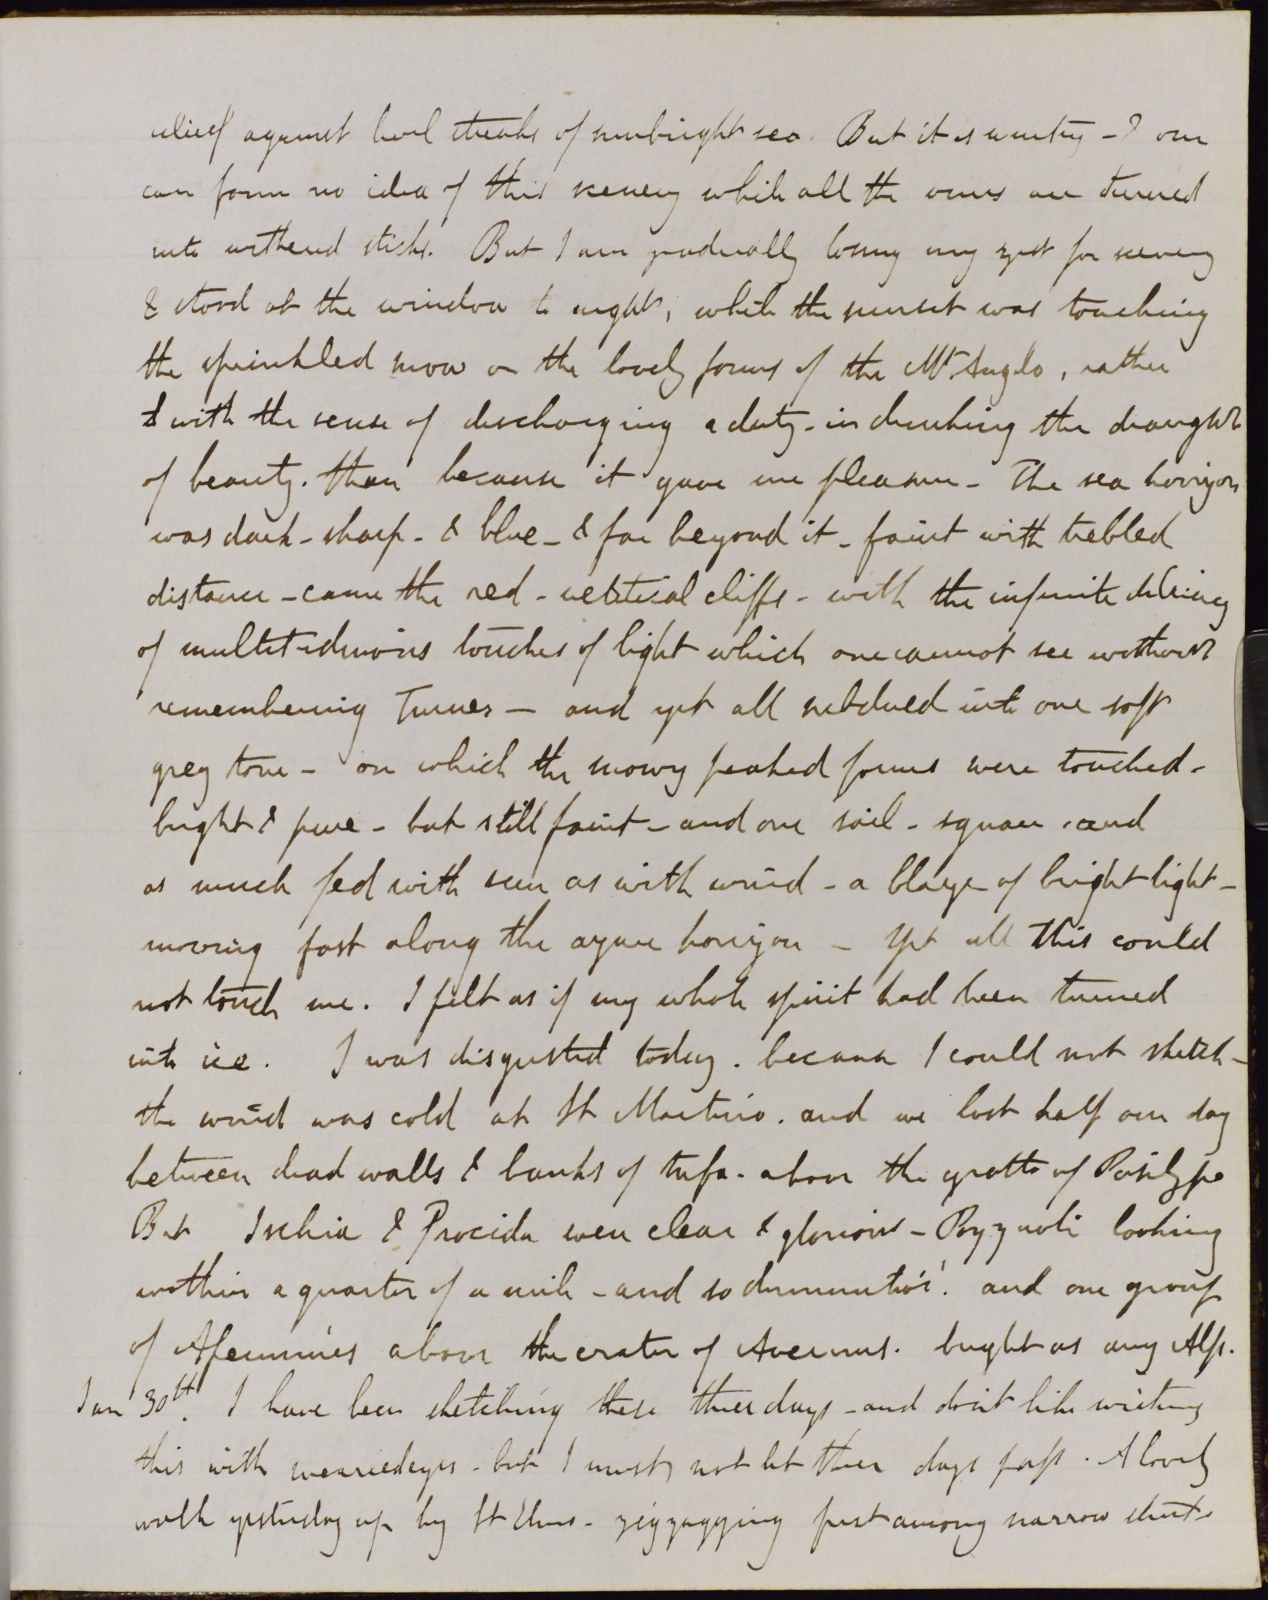 relief against level streaks of sunbright sea. But it is wintry - & one
can form no idea of this scenery while all the vines are turned
into withered sticks. But I am gradually losing my zest for scenery
& stood at the window to night, while the sunset was touching
the sprinkled snow on the lovely forms of the Mt Angelo, rather
with the sense of discharging a duty - in drinking the draught
of beauty. than because it gave me pleasure - The sea horizon
was dark - sharp - & blue - & far beyond it - faint with trebled
distance - came the red - vertical cliffs - with the infinite delicacy
of multitudinous touches of light which one cannot see without
remembering Turner — and yet all subdued into one soft
grey tone - on which the snowy peaked forms were touched -
bright & pure - but still faint - and one sail - square - and
as much fed with sun as with wind - a blaze of bright light -
moving fast along the azure horizon - Yet all this could
not touch me. I felt as if my whole spirit had been turned
into ice. I was disgusted today. because I could not sketch -
the wind was cold at St Martino. and we lost half our day
between dead walls & banks of tufa - above the grotto of Posilype
But Ischia & Procida were clear & glorious - Pozzuoli looking
within a quarter of a mile - and so diminutive! and one group
of Apennines above the crater of Avernus. bright as any Alp.
Jan 30th. I have been sketching these three days - and don't like writing
this with wearied eyes - but I must not let these days pass. A lovely
walk yesterday up by St Elmo - zigzagging first among narrow streets